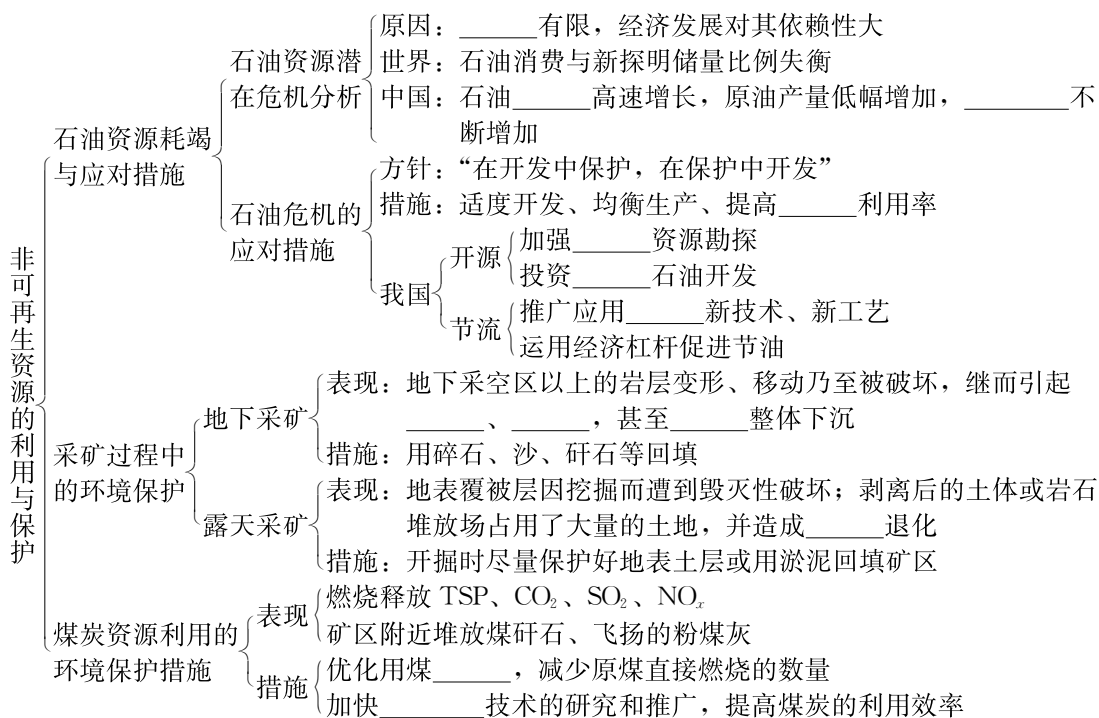 非可再生资源的利用与保护
石油资源耗竭
与应对措施
石油资源潜
在危机分析
原因：______有限，经济发展对其依赖性大
世界：石油消费与新探明储量比例失衡
中国：石油______高速增长，原油产量低幅增加，________不
断增加
石油危机的
应对措施
方针：“在开发中保护，在保护中开发”
措施：适度开发、均衡生产、提高______利用率
我国
开源
加强______资源勘探
投资______石油开发
节流
推广应用______新技术、新工艺
运用经济杠杆促进节油
采矿过程中
的环境保护
地下采矿
表现：地下采空区以上的岩层变形、移动乃至被破坏，继而引起
______、______，甚至______整体下沉
措施：用碎石、沙、矸石等回填
露天采矿
表现：地表覆被层因挖掘而遭到毁灭性破坏；剥离后的土体或岩石
堆放场占用了大量的土地，并造成______退化
措施：开掘时尽量保护好地表土层或用淤泥回填矿区
煤炭资源利用的
环境保护措施
表现
燃烧释放 TSP、CO₂、SO₂、NOₓ
矿区附近堆放煤矸石、飞扬的粉煤灰
措施
优化用煤______，减少原煤直接燃烧的数量
加快________技术的研究和推广，提高煤炭的利用效率